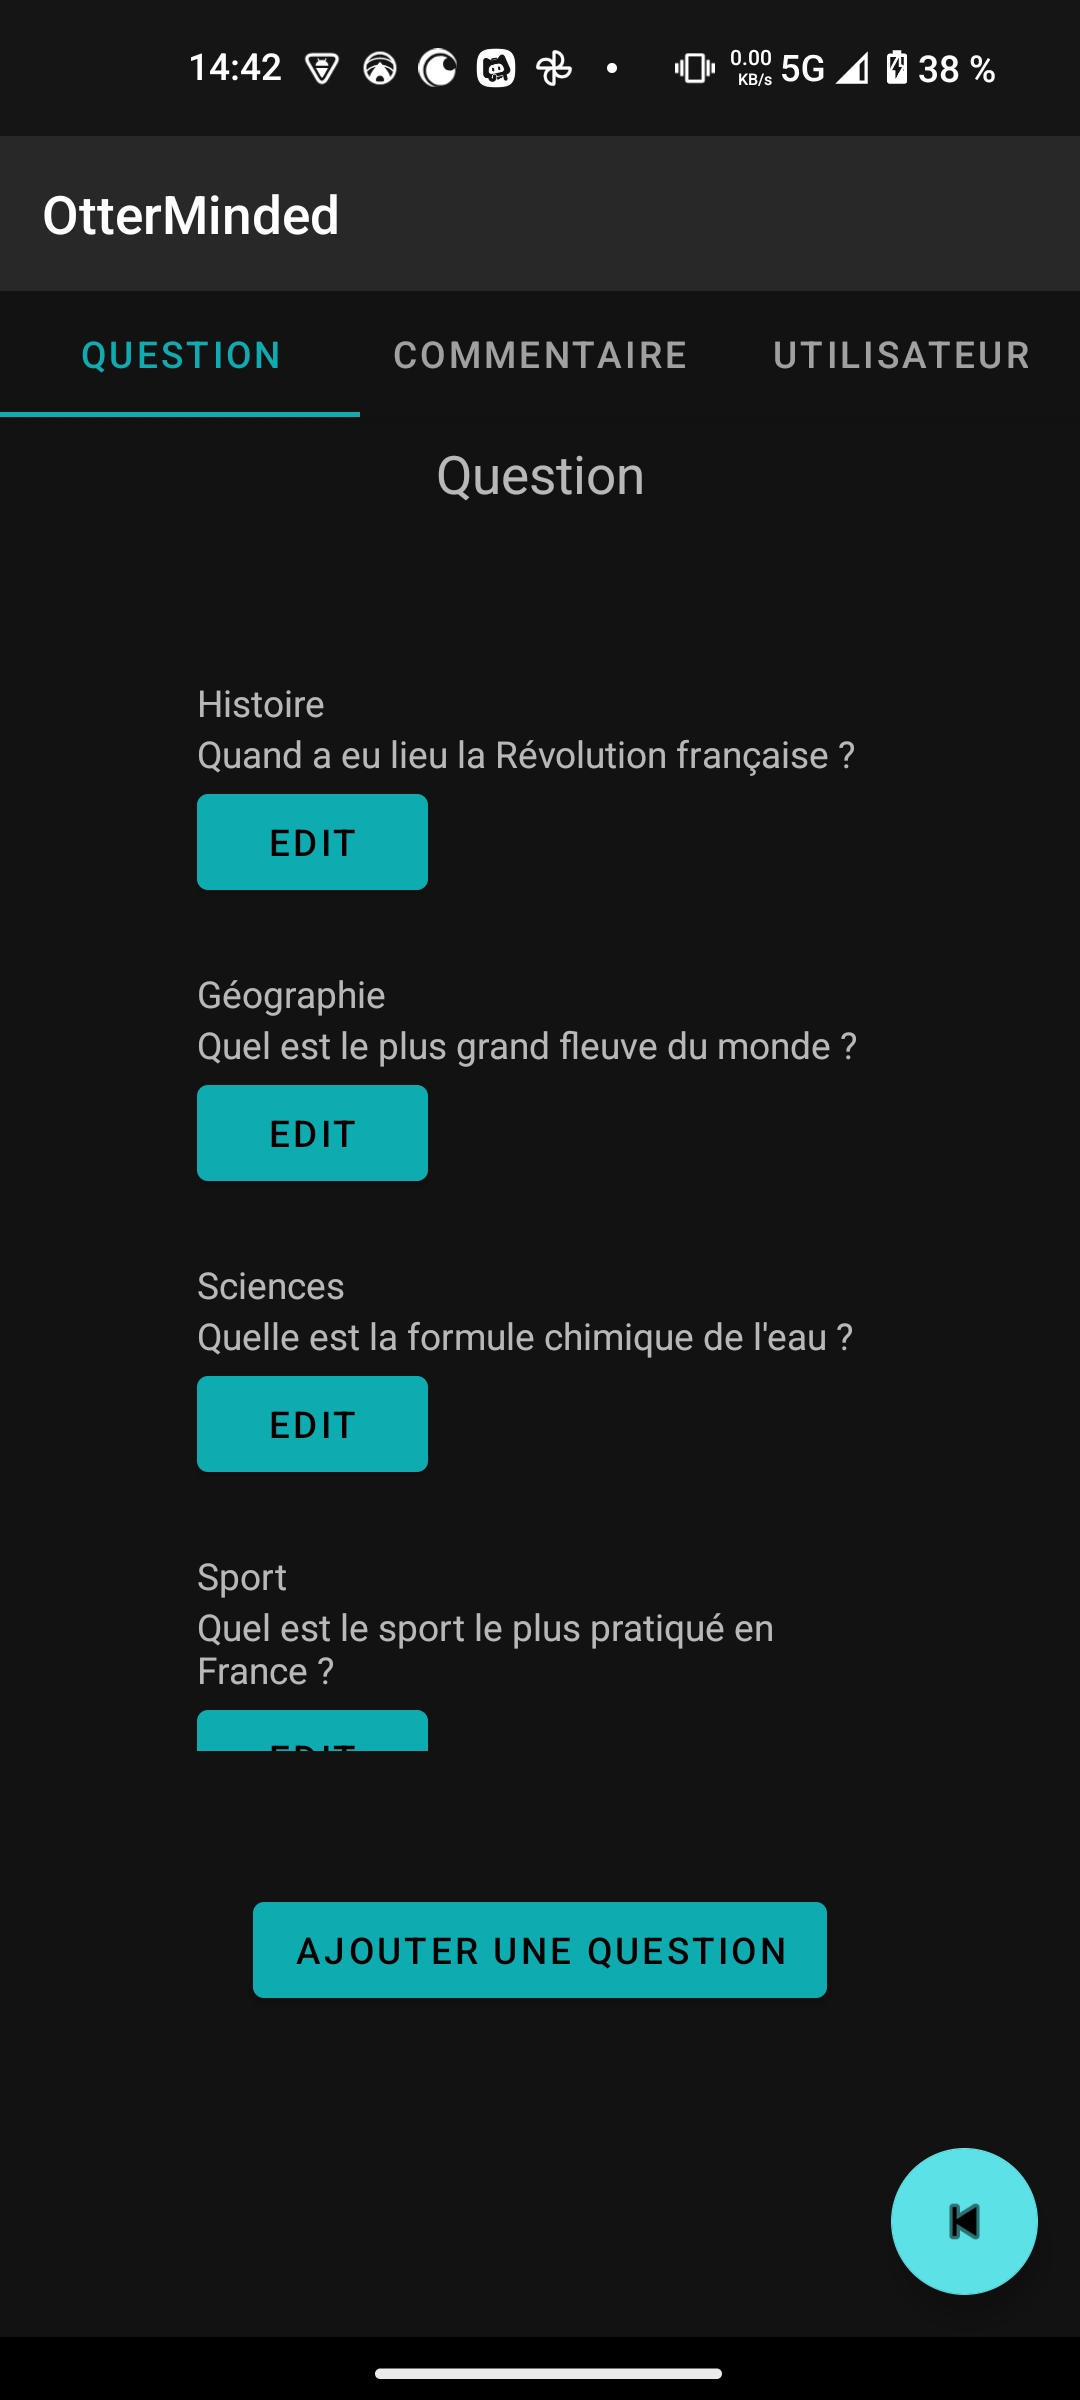 14:42
0.00
KB/s
5G
38 %
OtterMinded
QUESTION
COMMENTAIRE
UTILISATEUR
Question
Histoire
Quand a eu lieu la Révolution française ?
EDIT
Géographie
Quel est le plus grand fleuve du monde ?
EDIT
Sciences
Quelle est la formule chimique de l'eau ?
EDIT
Sport
Quel est le sport le plus pratiqué en
France ?
EDIT
AJOUTER UNE QUESTION